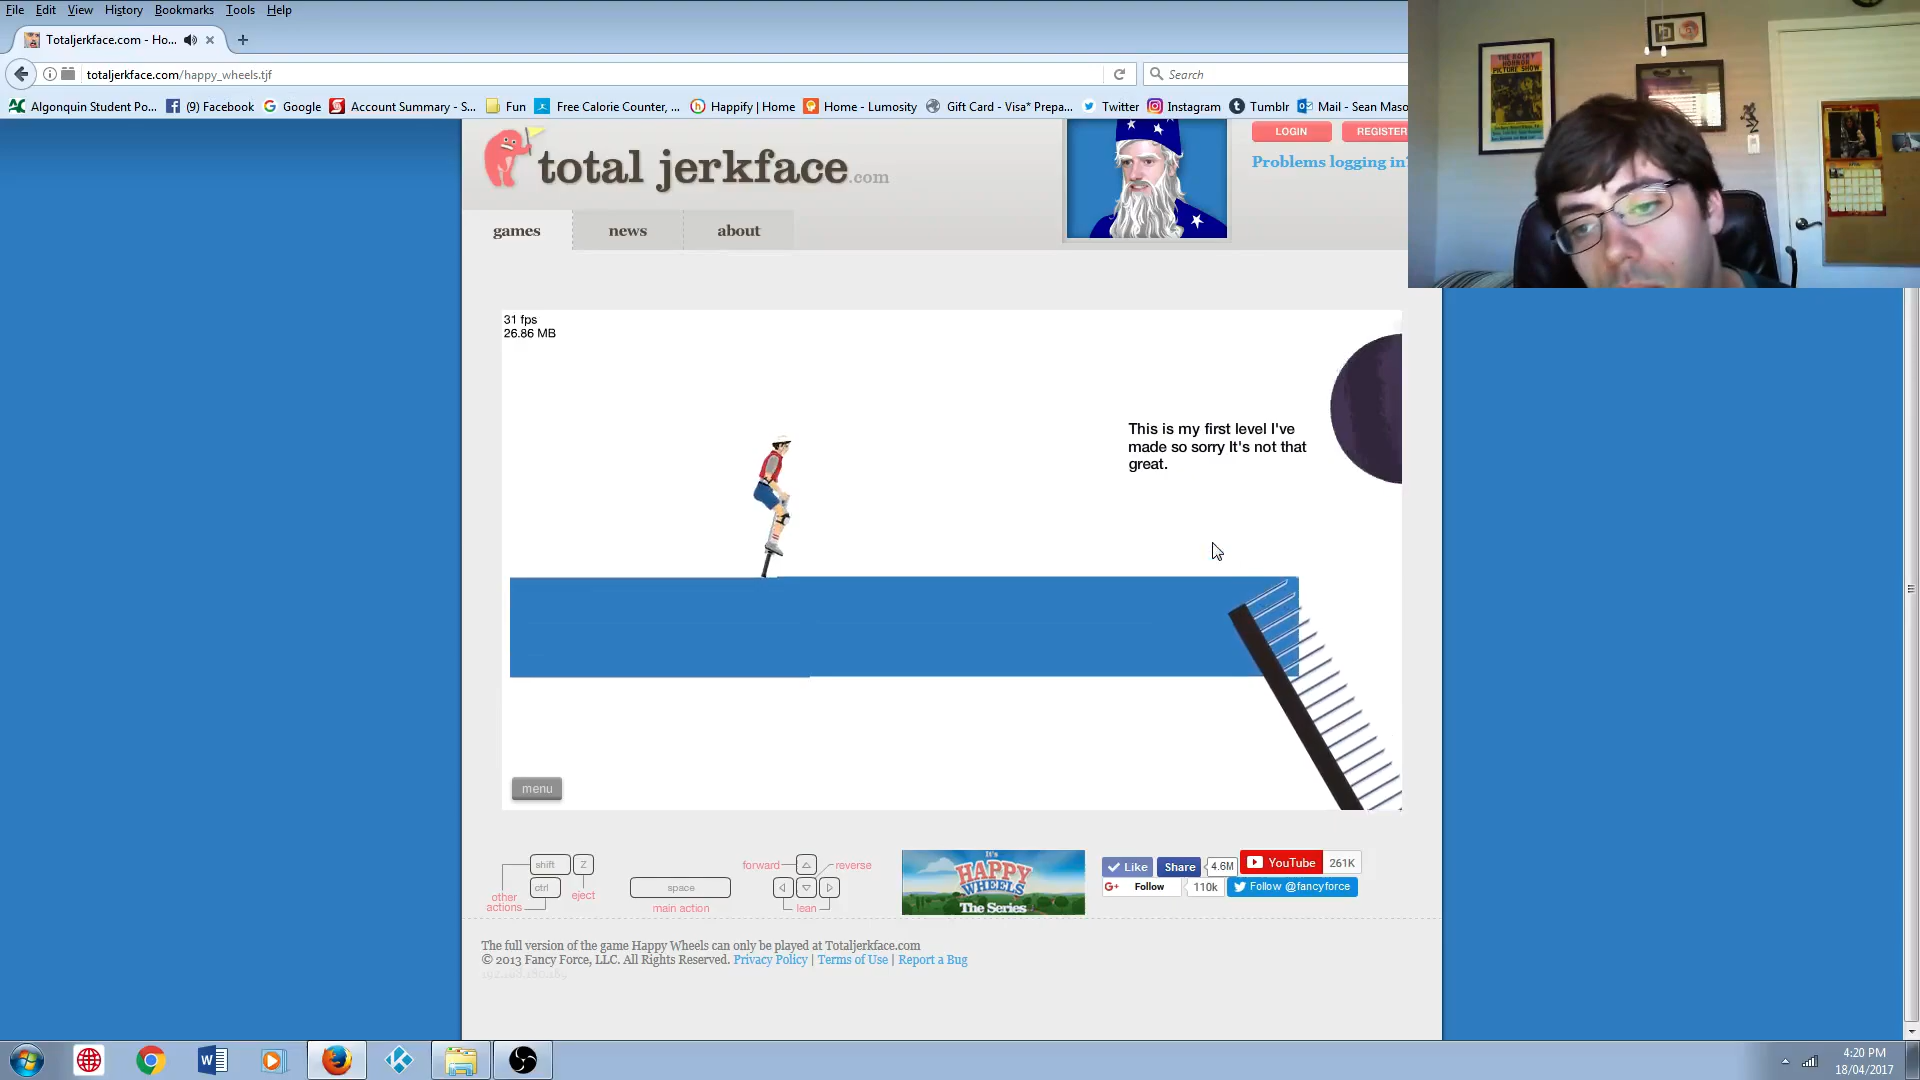 File Edit View History Bookmarks Tools Help
Totaljerkface.com - Ho...
totaljerkface.com/happy_wheels.tjf
Search
Algonquin Student Po... (9) Facebook Google Account Summary - S... Fun Free Calorie Counter, ... Happify | Home Home - Lumosity Gift Card - Visa* Prepa... Twitter Instagram Tumblr Mail - Sean Maso
THE ROCKY
HORROR
PICTURE SHOW
LOGIN REGISTER
total jerkface.com
Problems logging in?
games news about
31 fps
26.86 MB
This is my first level I've
made so sorry It's not that
great.
menu
shift Z
ctrl
eject
other
actions
space
main action
forward reverse
lean
It's
HAPPY
WHEELS
The Series
Like Share 4.6M YouTube 261K
G+ Follow 110k Follow @fancyforce
The full version of the game Happy Wheels can only be played at Totaljerkface.com
© 2013 Fancy Force, LLC. All Rights Reserved. Privacy Policy | Terms of Use | Report a Bug
4:20 PM
18/04/2017